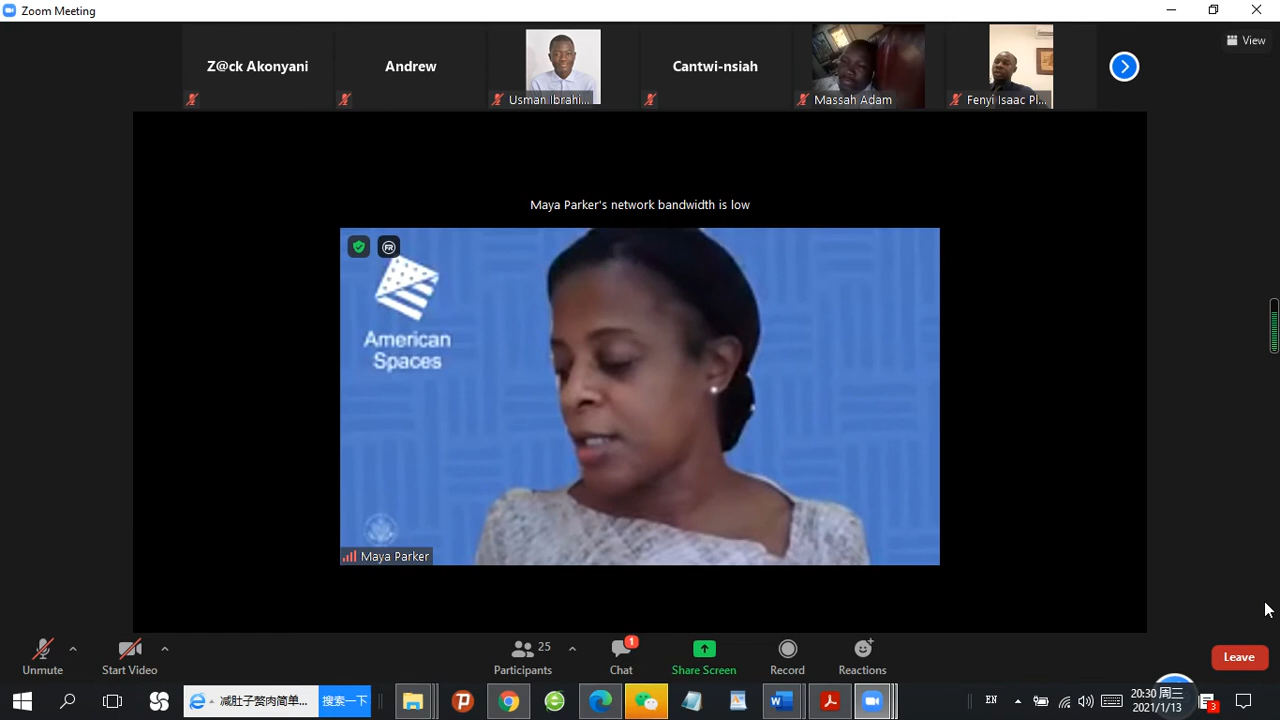 Zoom Meeting
View
Z@ck Akonyani
Andrew
Usman Ibrahi...
Cantwi-nsiah
Massah Adam
Fenyi Isaac Pl...
Maya Parker's network bandwidth is low
FR
American
Spaces
Maya Parker
Unmute
Start Video
25
Participants
1
Chat
Share Screen
Record
Reactions
Leave
减肚子赘肉简单...
搜索一下
EN
20:30 周三
2021/1/13
3